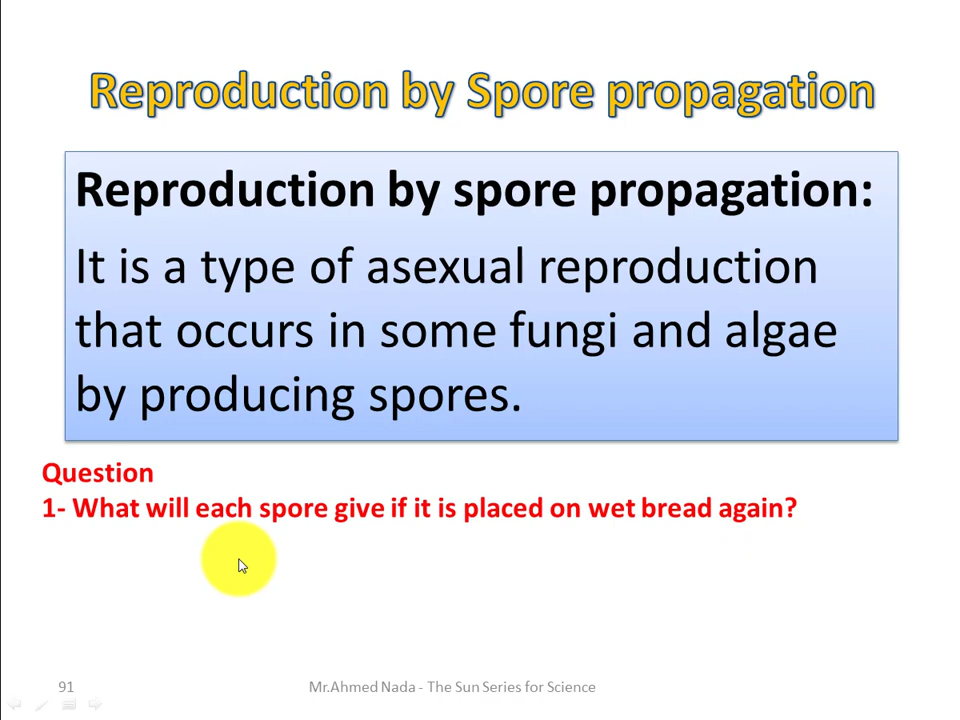 Reproduction by Spore propagation
Reproduction by spore propagation:
It is a type of asexual reproduction
that occurs in some fungi and algae
by producing spores.
Question
1- What will each spore give if it is placed on wet bread again?
91
Mr.Ahmed Nada - The Sun Series for Science